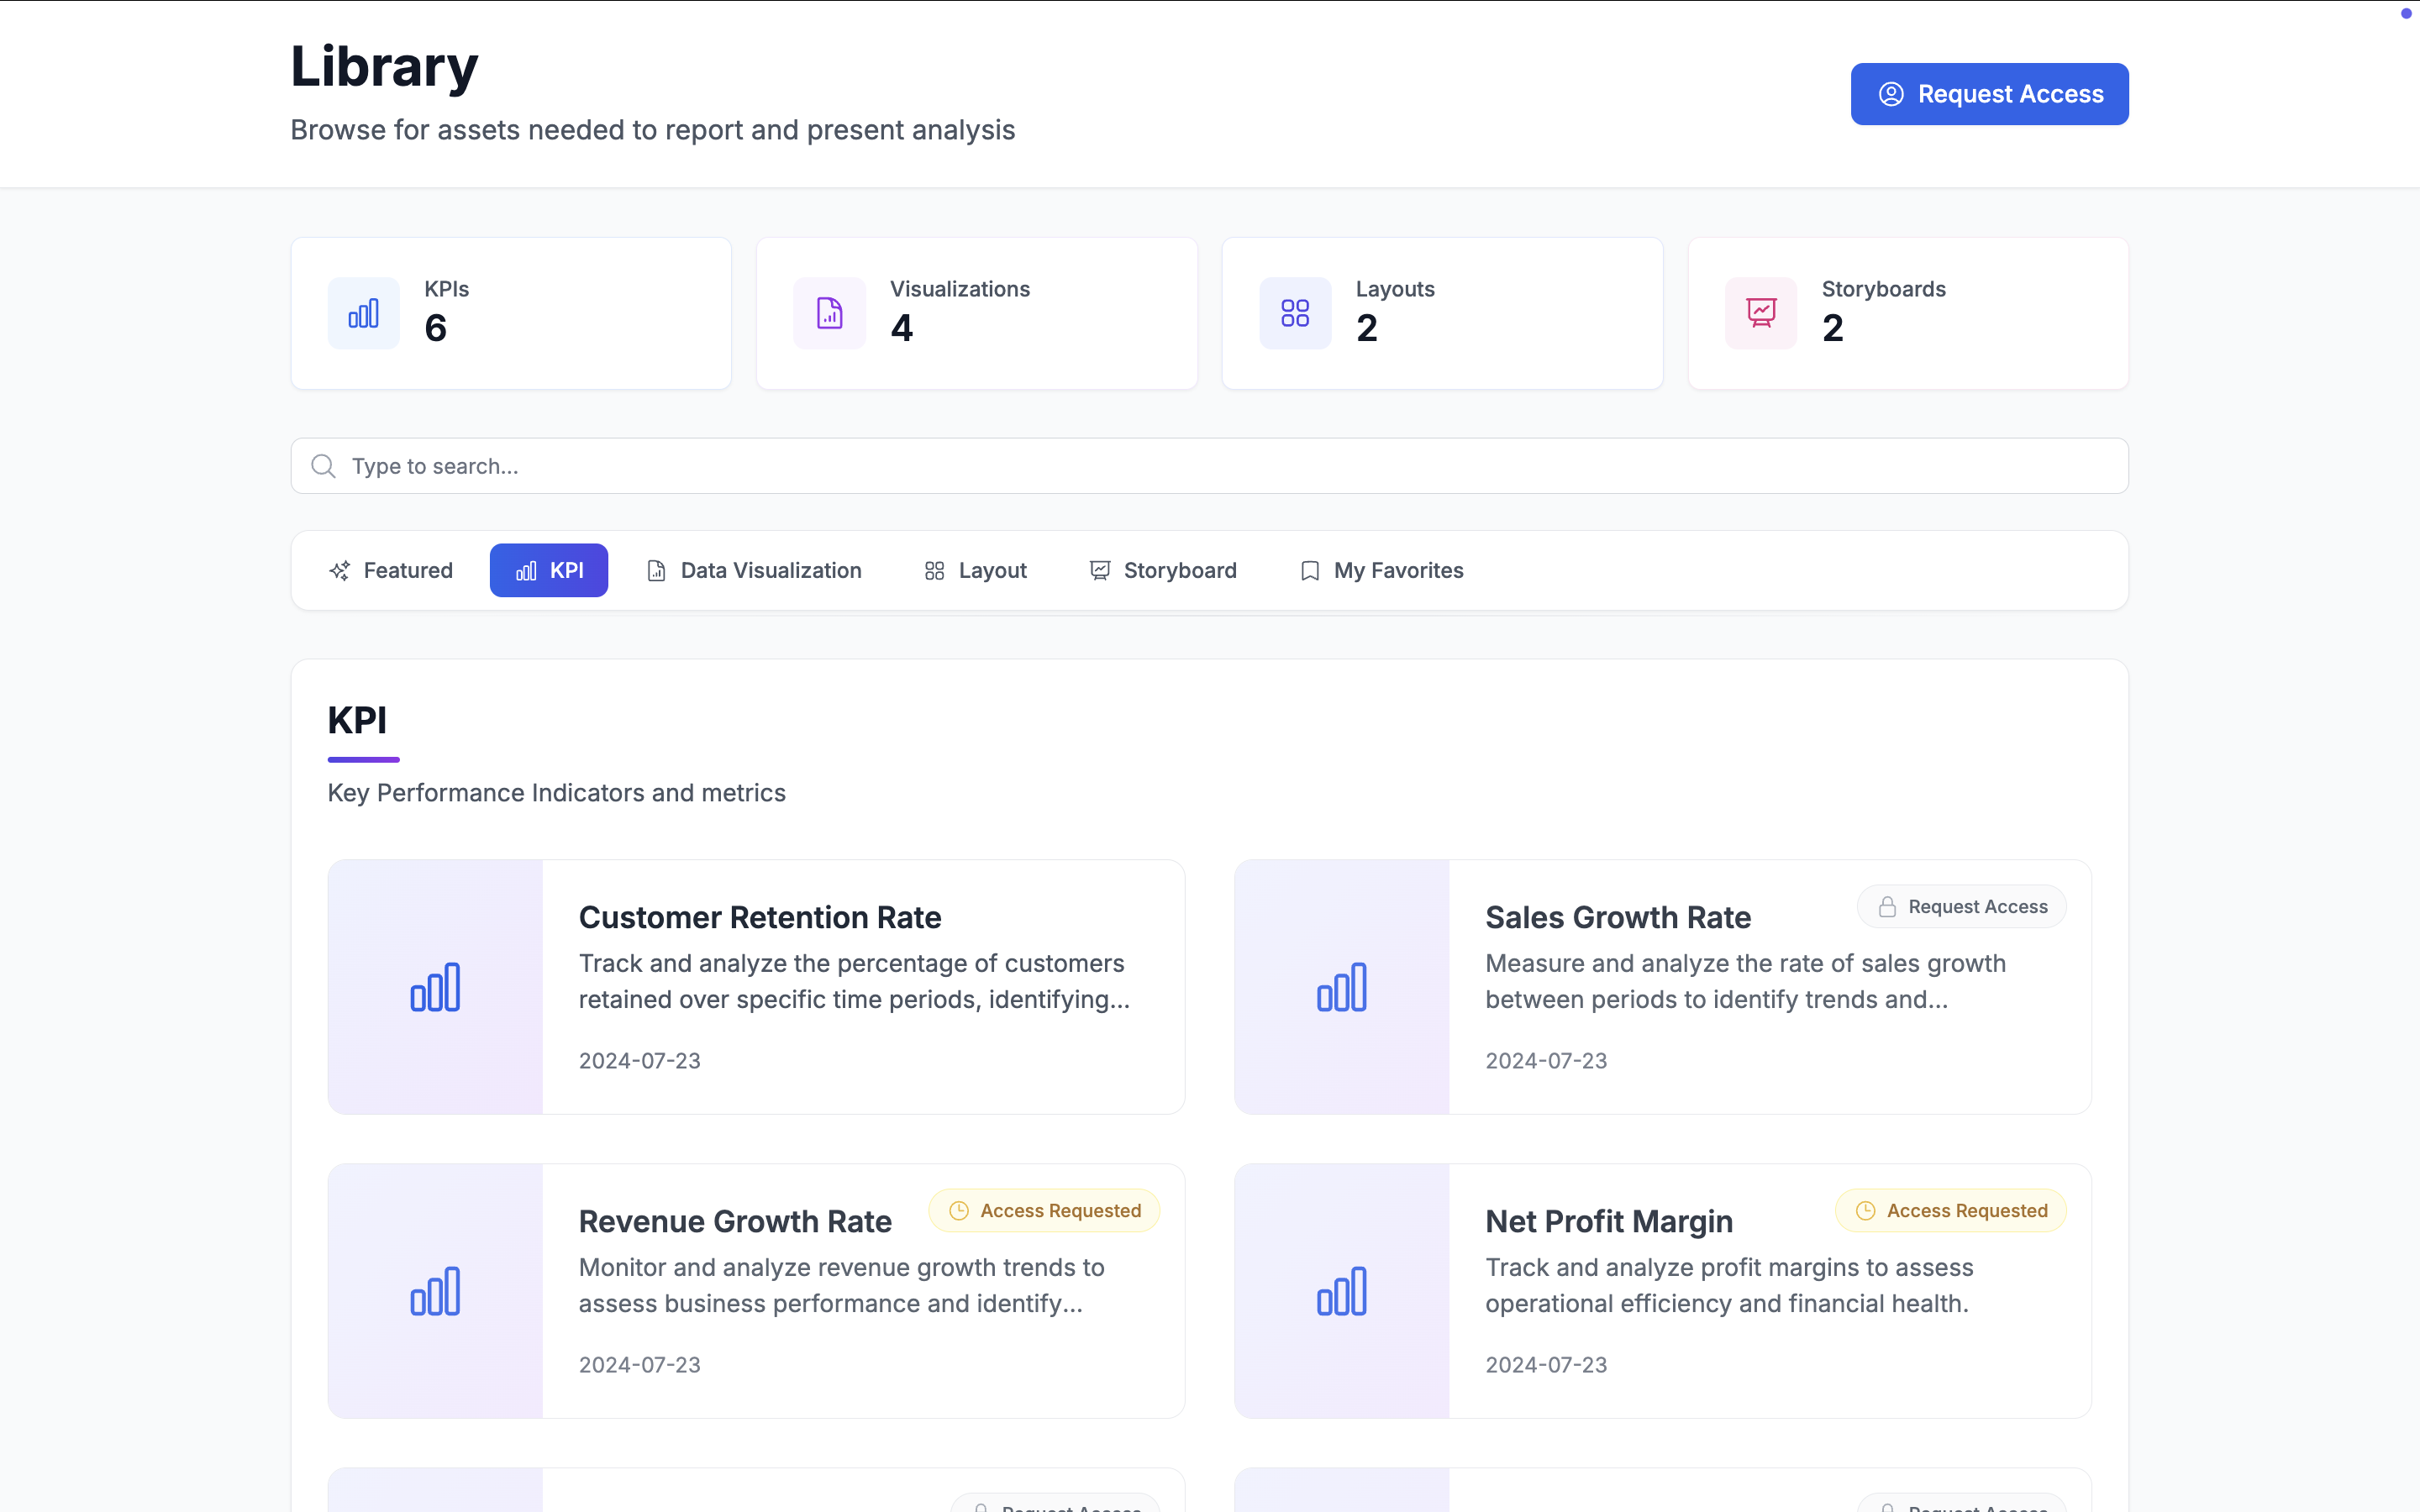 Library
Browse for assets needed to report and present analysis
Request Access
KPIs
6
Visualizations
4
Layouts
2
Storyboards
2
Type to search...
Featured
KPI
Data Visualization
Layout
Storyboard
My Favorites
KPI
Key Performance Indicators and metrics
Customer Retention Rate
Track and analyze the percentage of customers
retained over specific time periods, identifying...
2024-07-23
Sales Growth Rate
Request Access
Measure and analyze the rate of sales growth
between periods to identify trends and...
2024-07-23
Revenue Growth Rate
Access Requested
Monitor and analyze revenue growth trends to
assess business performance and identify...
2024-07-23
Net Profit Margin
Access Requested
Track and analyze profit margins to assess
operational efficiency and financial health.
2024-07-23
Request Access
Request Access